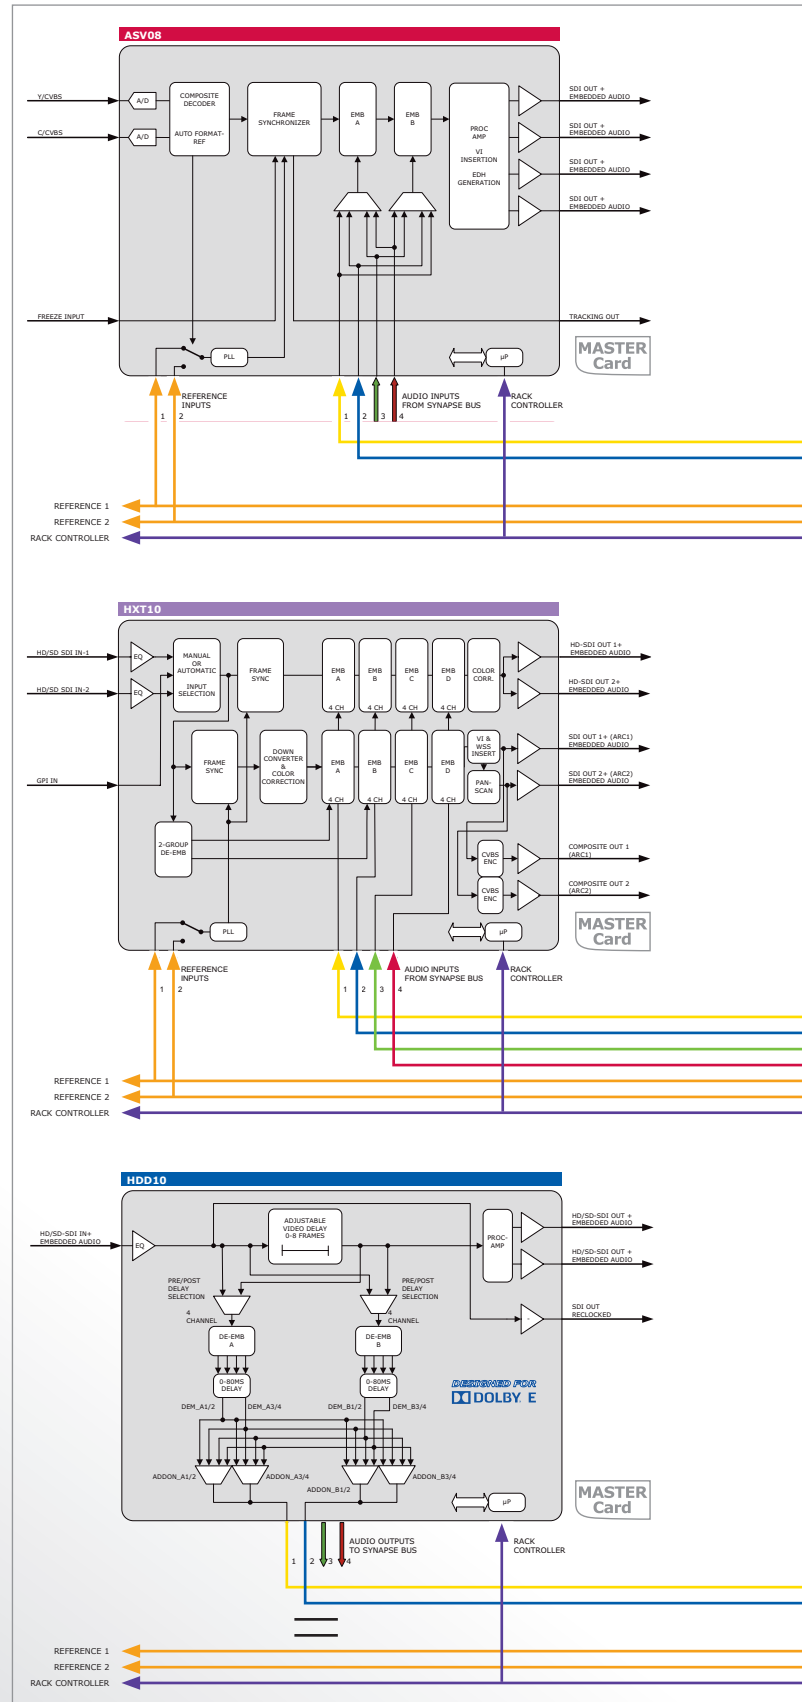 ASV08
Y/CVBS
C/CVBS
A/D
A/D
COMPOSITE
DECODER
AUTO FORMAT-
REF
FRAME
SYNCHRONIZER
EMB
A
EMB
B
PROC
AMP
VI
INSERTION
EDH
GENERATION
SDI OUT +
EMBEDDED AUDIO
SDI OUT +
EMBEDDED AUDIO
SDI OUT +
EMBEDDED AUDIO
SDI OUT +
EMBEDDED AUDIO
FREEZE INPUT
TRACKING OUT
PLL
µP
MASTER
Card
REFERENCE
INPUTS
1 2
AUDIO INPUTS
FROM SYNAPSE BUS
1 2 3 4
RACK
CONTROLLER
REFERENCE 1
REFERENCE 2
RACK CONTROLLER
HXT10
HD/SD SDI IN-1
HD/SD SDI IN-2
GPI IN
EQ
EQ
MANUAL
OR
AUTOMATIC
INPUT
SELECTION
FRAME
SYNC
EMB
A
4 CH
EMB
B
4 CH
EMB
C
4 CH
EMB
D
4 CH
COLOR
CORR.
HD-SDI OUT 1+
EMBEDDED AUDIO
HD-SDI OUT 2+
EMBEDDED AUDIO
FRAME
SYNC
DOWN
CONVERTER
&
COLOR
CORRECTION
EMB
A
4 CH
EMB
B
4 CH
EMB
C
4 CH
EMB
D
4 CH
VI &
WSS
INSERT
PAN-
SCAN
SDI OUT 1+ (ARC1)
EMBEDDED AUDIO
SDI OUT 2+ (ARC2)
EMBEDDED AUDIO
2-GROUP
DE-EMB
CVBS
ENC
CVBS
ENC
COMPOSITE OUT 1
(ARC1)
COMPOSITE OUT 2
(ARC2)
PLL
µP
MASTER
Card
REFERENCE
INPUTS
1 2
AUDIO INPUTS
FROM SYNAPSE BUS
1 2 3 4
RACK
CONTROLLER
REFERENCE 1
REFERENCE 2
RACK CONTROLLER
HDD10
HD/SD-SDI IN+
EMBEDDED AUDIO
EQ
ADJUSTABLE
VIDEO DELAY
0-8 FRAMES
PROC-
AMP
HD/SD-SDI OUT +
EMBEDDED AUDIO
HD/SD-SDI OUT +
EMBEDDED AUDIO
SDI OUT
RECLOCKED
-
PRE/POST
DELAY
SELECTION
PRE/POST
DELAY
SELECTION
4
CHANNEL
4
CHANNEL
DE-EMB
A
DE-EMB
B
0-80MS
DELAY
0-80MS
DELAY
DESIGNED FOR
DOLBY E
DEM_A1/2
DEM_A3/4
DEM_B1/2
DEM_B3/4
ADDON_A1/2
ADDON_A3/4
ADDON_B1/2
ADDON_B3/4
µP
MASTER
Card
1 2 3 4
AUDIO OUTPUTS
TO SYNAPSE BUS
RACK
CONTROLLER
REFERENCE 1
REFERENCE 2
RACK CONTROLLER